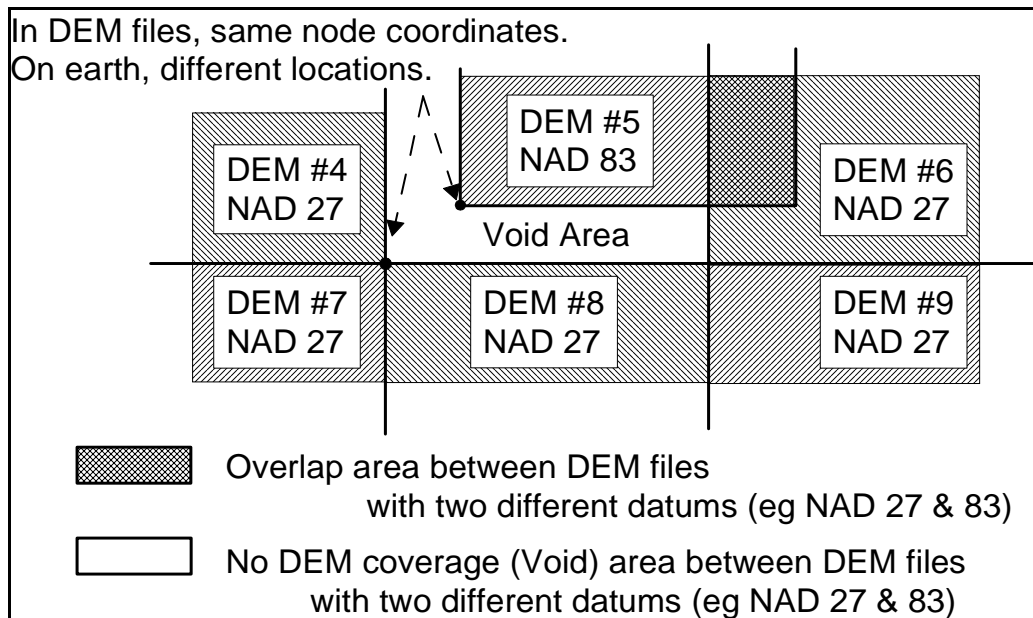 In DEM files, same node coordinates.
On earth, different locations.
DEM #5
NAD 83
DEM #4
NAD 27
DEM #6
NAD 27
Void Area
DEM #7
NAD 27
DEM #8
NAD 27
DEM #9
NAD 27
Overlap area between DEM files
with two different datums (eg NAD 27 & 83)
No DEM coverage (Void) area between DEM files
with two different datums (eg NAD 27 & 83)